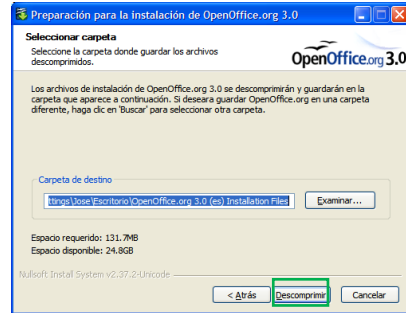 Preparación para la instalación de OpenOffice.org 3.0
Seleccionar carpeta
Seleccione la carpeta donde guardar los archivos
descomprimidos.
OpenOffice.org 3.0
Los archivos de instalación de OpenOffice.org 3.0 se descomprimirán y guardarán en la
carpeta que aparece a continuación. Si deseara guardar OpenOffice.org en una carpeta
diferente, haga clic en 'Buscar' para seleccionar otra carpeta.
Carpeta de destino
ttings\Jose\Escritorio\OpenOffice.org 3.0 (es) Installation Files
Examinar...
Espacio requerido: 131.7MB
Espacio disponible: 24.8GB
Nullsoft Install System v2.37.2-Unicode
< Atrás
Descomprimir
Cancelar